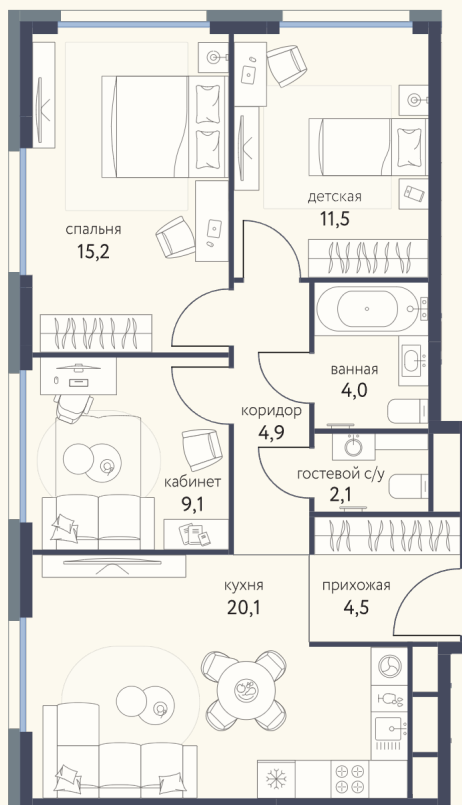 детская
11,5
спальня
15,2
ванная
4,0
коридор
4,9
гостевой с/у
2,1
кабинет
9,1
кухня
20,1
прихожая
4,5